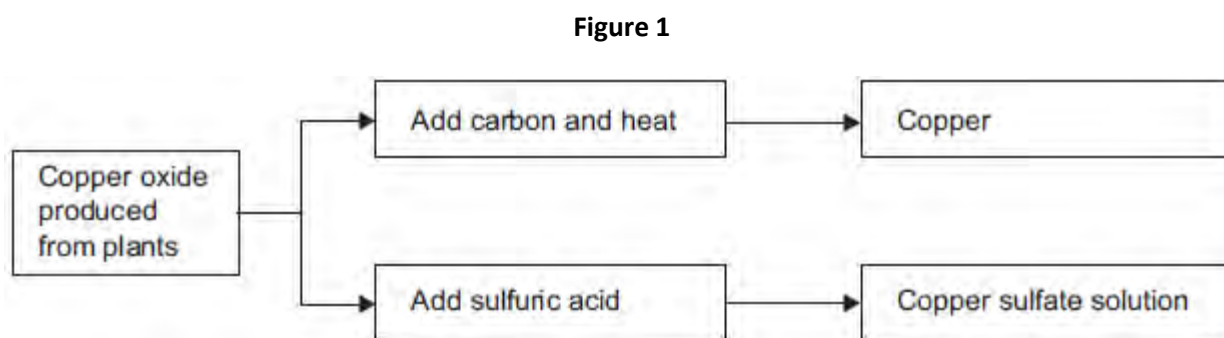 Figure 1
Add carbon and heat
Copper
Copper oxide
produced
from plants
Add sulfuric acid
Copper sulfate solution